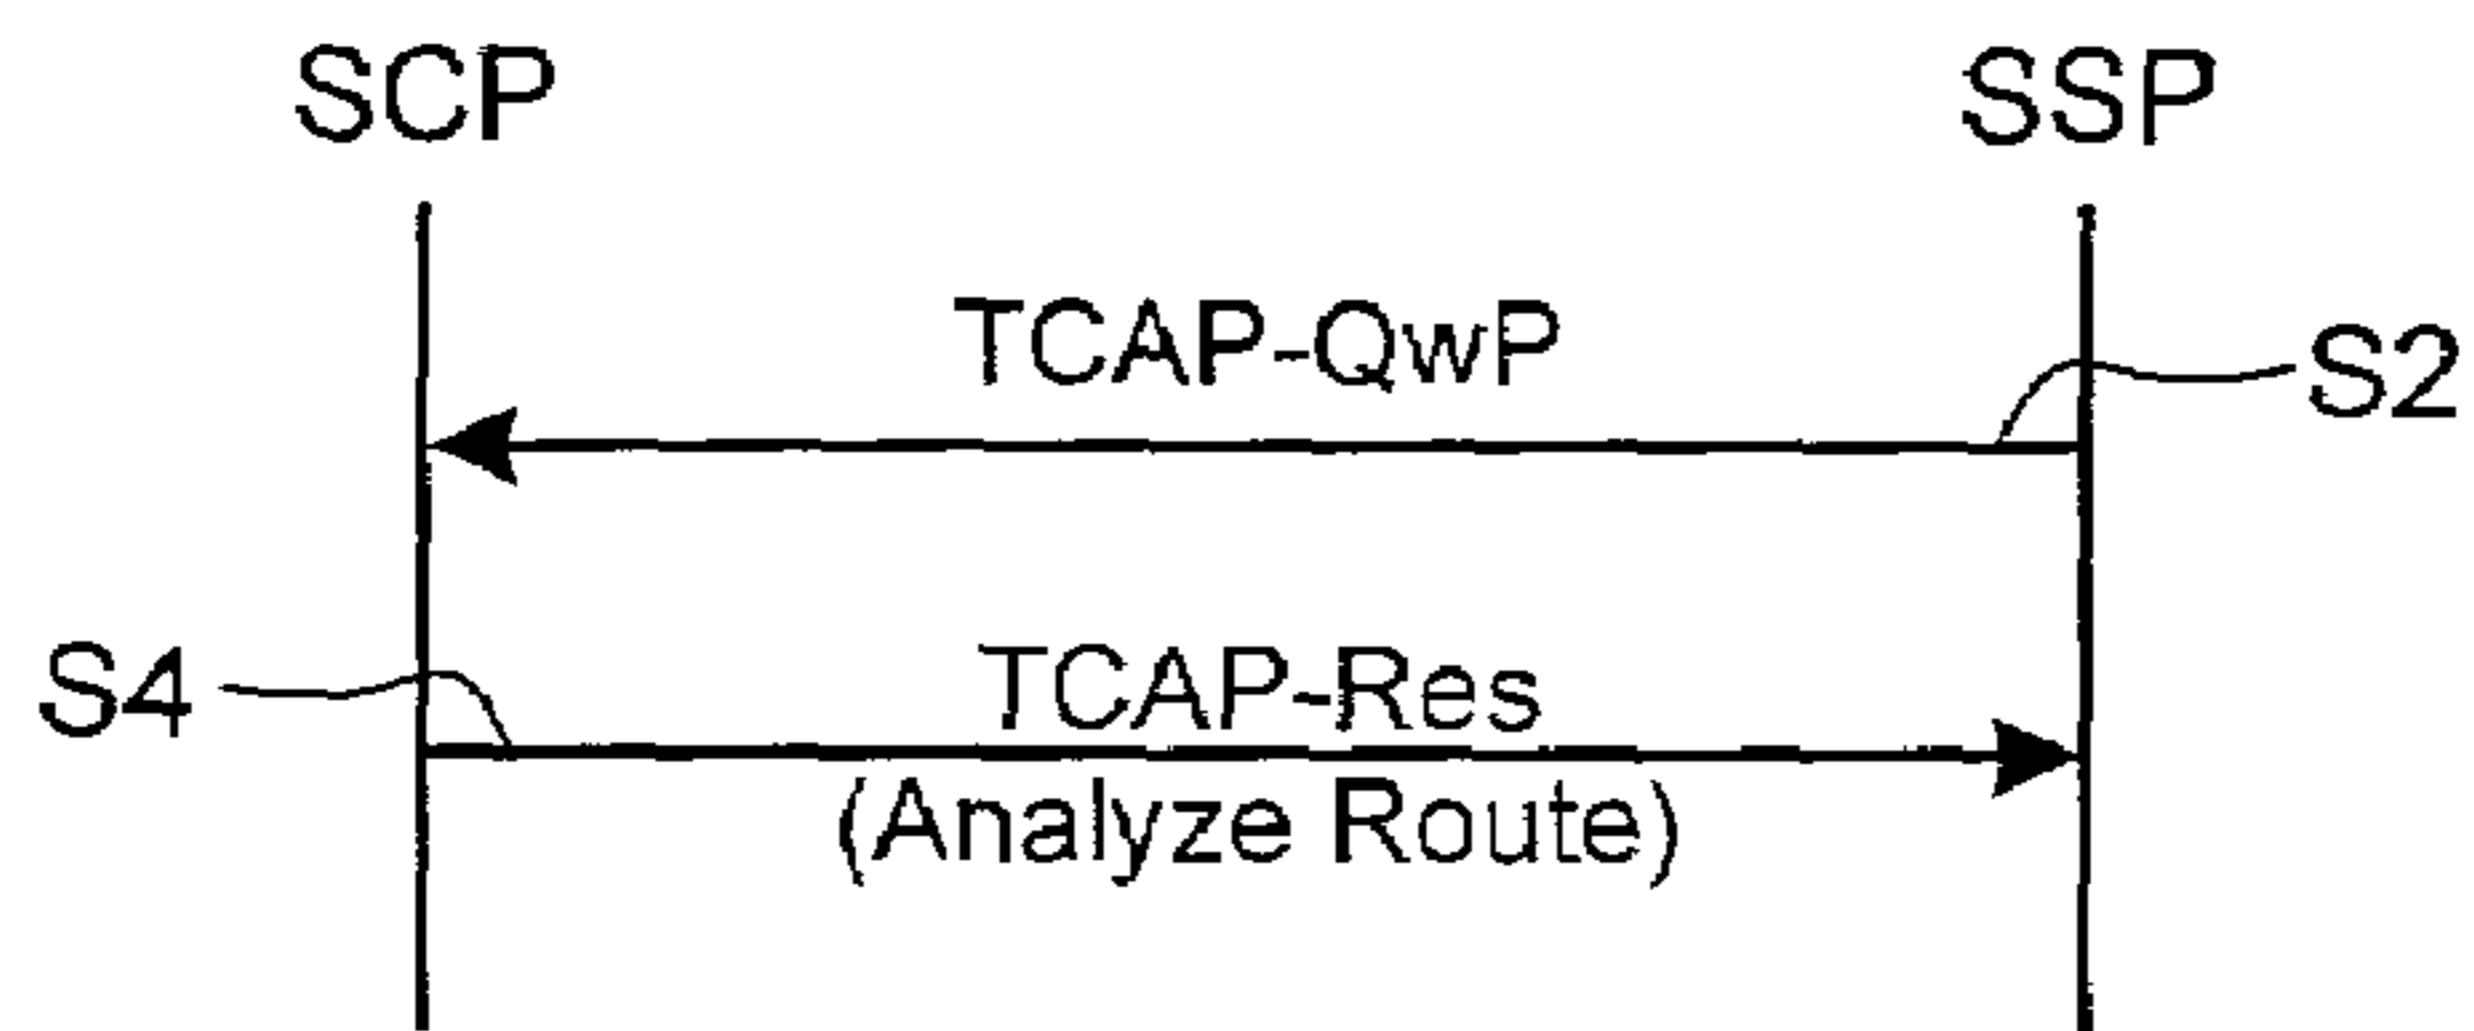 SCP
SSP
TCAP-QwP
S2
S4
TCAP-Res
(Analyze Route)